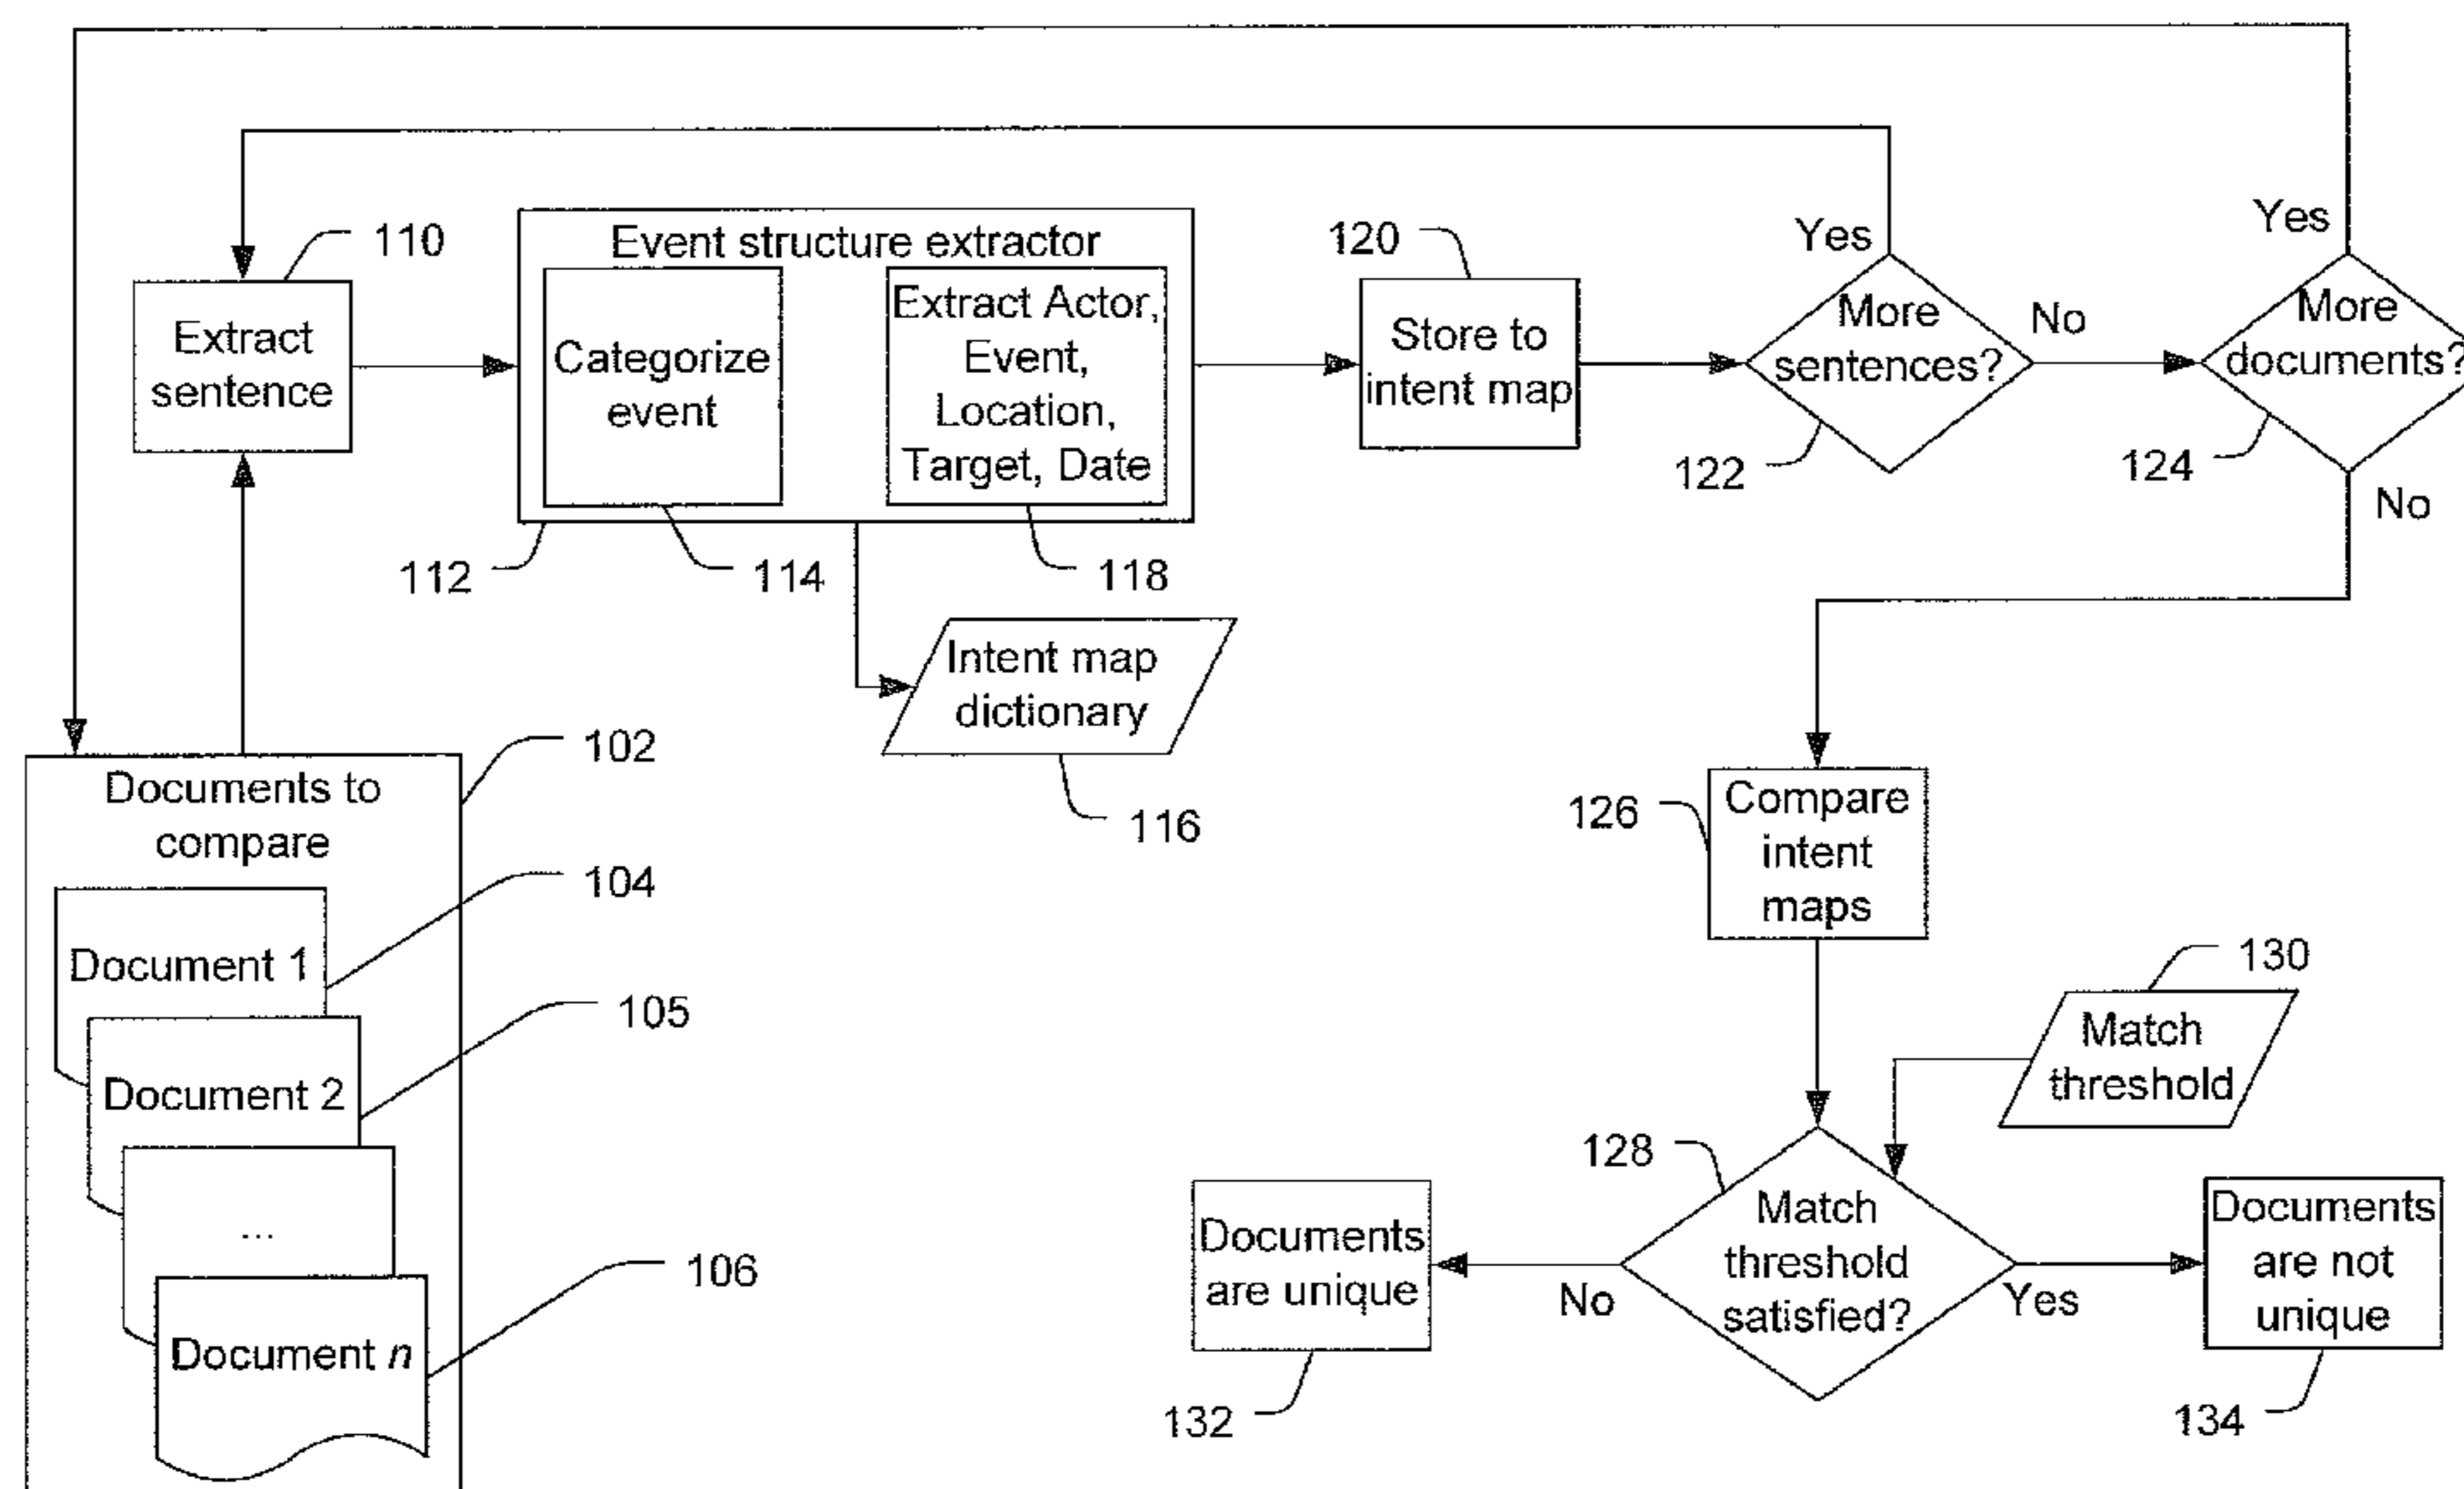 110
Extract
sentence
Event structure extractor
Categorize
event
Extract Actor,
Event,
Location,
Target, Date
112
114
118
120
Store to
intent map
Yes
More
sentences?
No
122
Yes
More
documents?
124
No
Intent map
dictionary
116
102
Documents to
compare
104
Document 1
105
Document 2
...
106
Document n
126
Compare
intent
maps
130
Match
threshold
128
Match
threshold
satisfied?
No
Yes
Documents
are unique
132
Documents
are not
unique
134